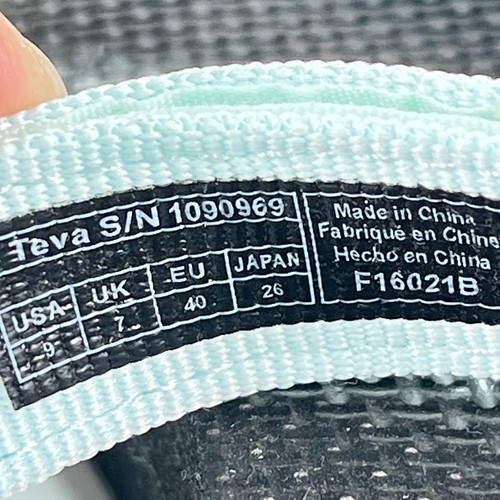 Teva S/N 1090969
USA UK EU JAPAN
9 7 40 26
Made in China
Fabriqué en Chine
Hecho en China
F16021B